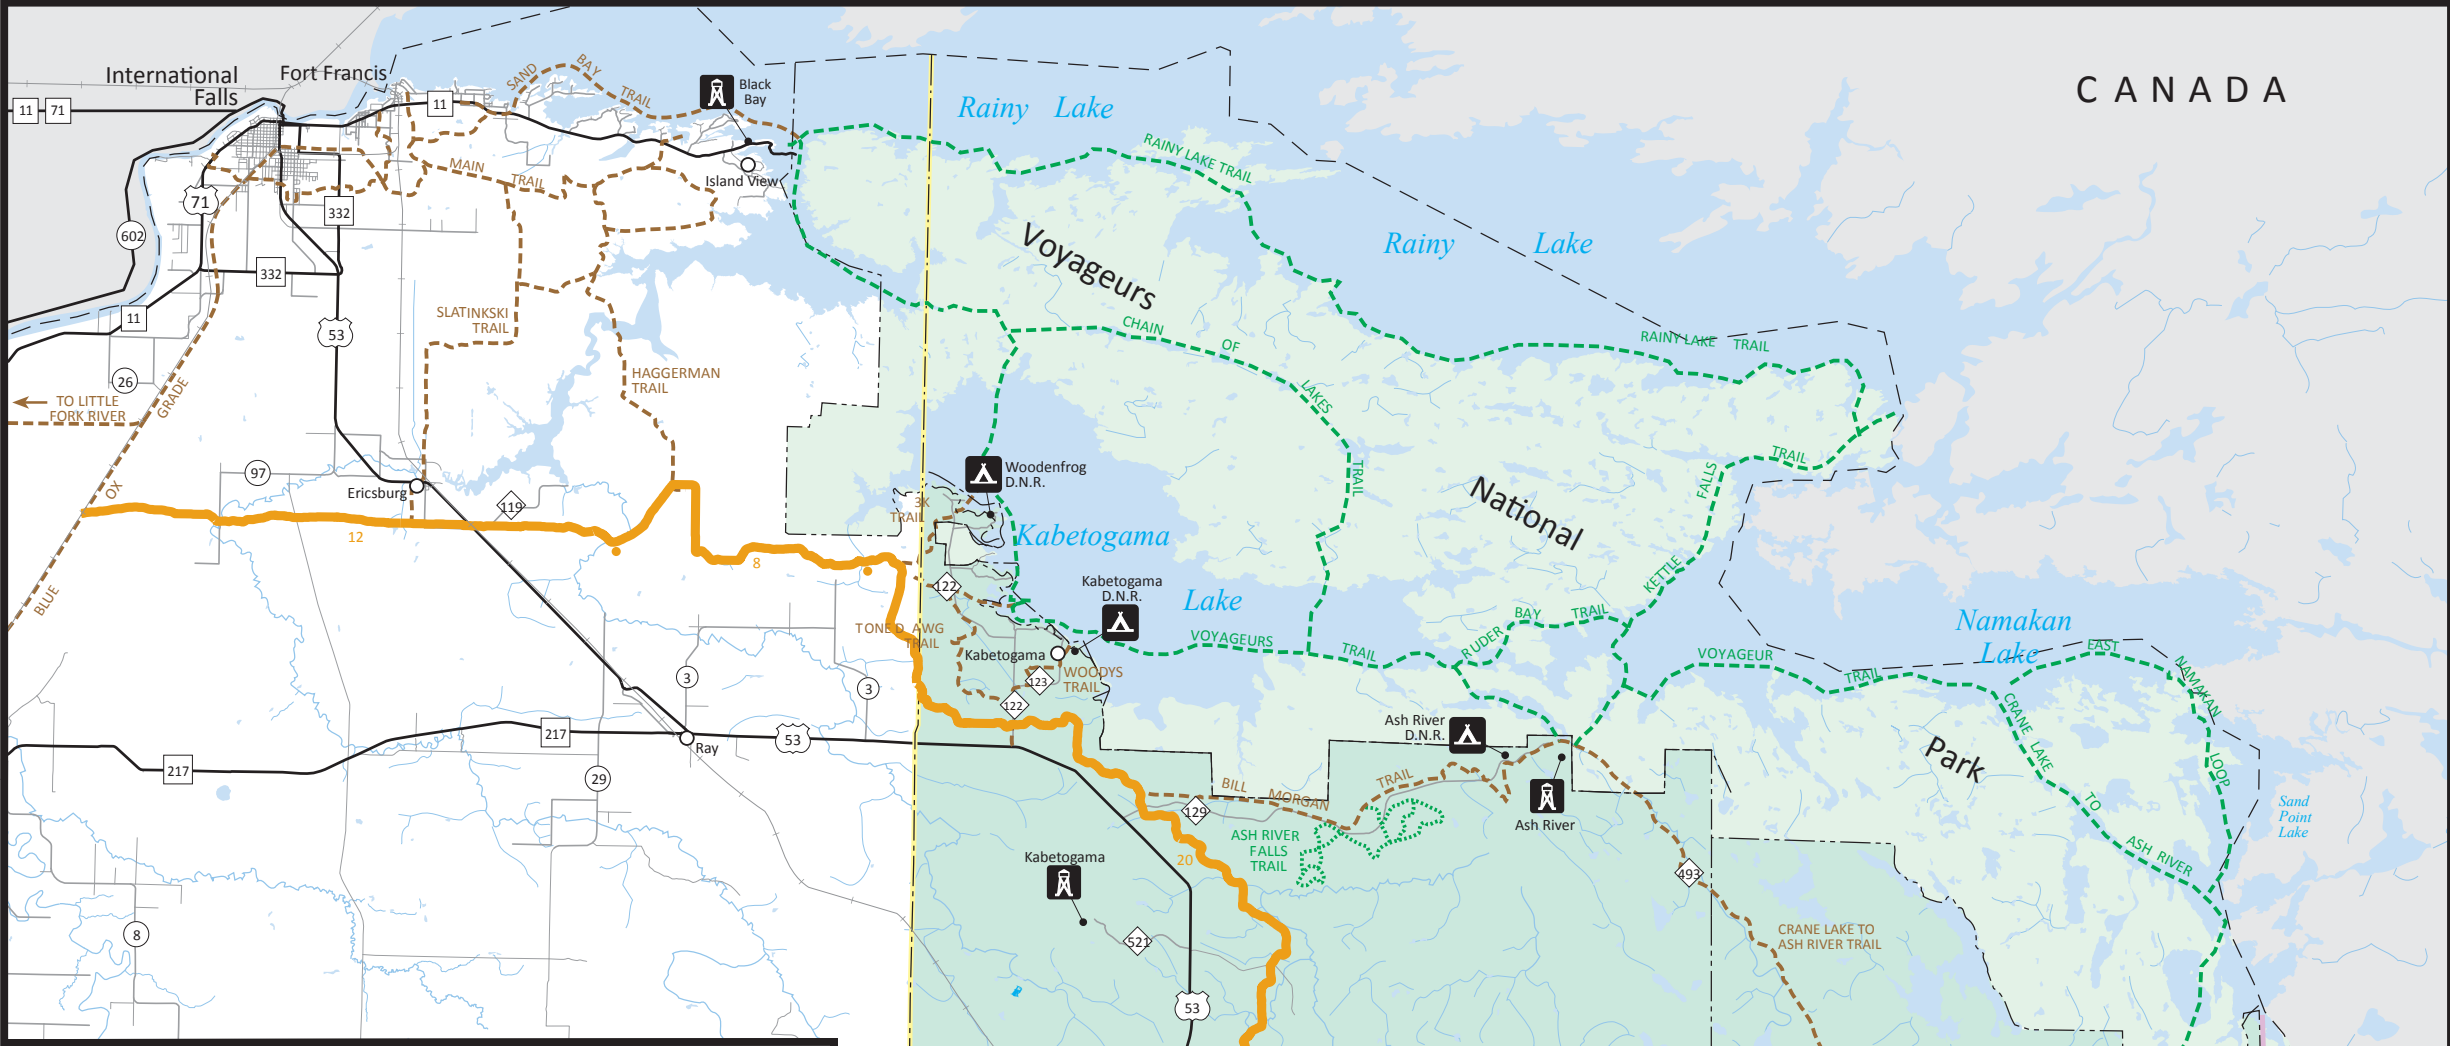 International
Falls
Fort Francis
11
71
11
SAND
BAY
TRAIL
Black
Bay
Island View
MAIN
TRAIL
71
332
602
332
11
53
26
TO LITTLE
FORK RIVER
SLATINKSKI
TRAIL
HAGGERMAN
TRAIL
BLUE
OX
GRADE
97
Ericsburg
119
12
8
3K
TRAIL
TONE DAWG
TRAIL
3
3
217
217
53
Ray
29
8
Rainy Lake
RAINY LAKE TRAIL
Rainy Lake
CANADA
Voyageurs
National
Park
CHAIN
OF
LAKES
TRAIL
RAINY LAKE TRAIL
Woodenfrog
D.N.R.
Kabetogama
Lake
Kabetogama
D.N.R.
122
Kabetogama
123
WOODYS
TRAIL
122
VOYAGEURS
TRAIL
RUDER
BAY
TRAIL
KETTLE
FALLS
TRAIL
VOYAGEUR
TRAIL
Namakan
Lake
EAST
NAMAKAN
LOOP
CRANE LAKE
TO
ASH RIVER
Sand
Point
Lake
Ash River
D.N.R.
Ash River
BILL
MORGAN
TRAIL
129
20
ASH RIVER
FALLS
TRAIL
Kabetogama
521
53
493
CRANE LAKE TO
ASH RIVER TRAIL